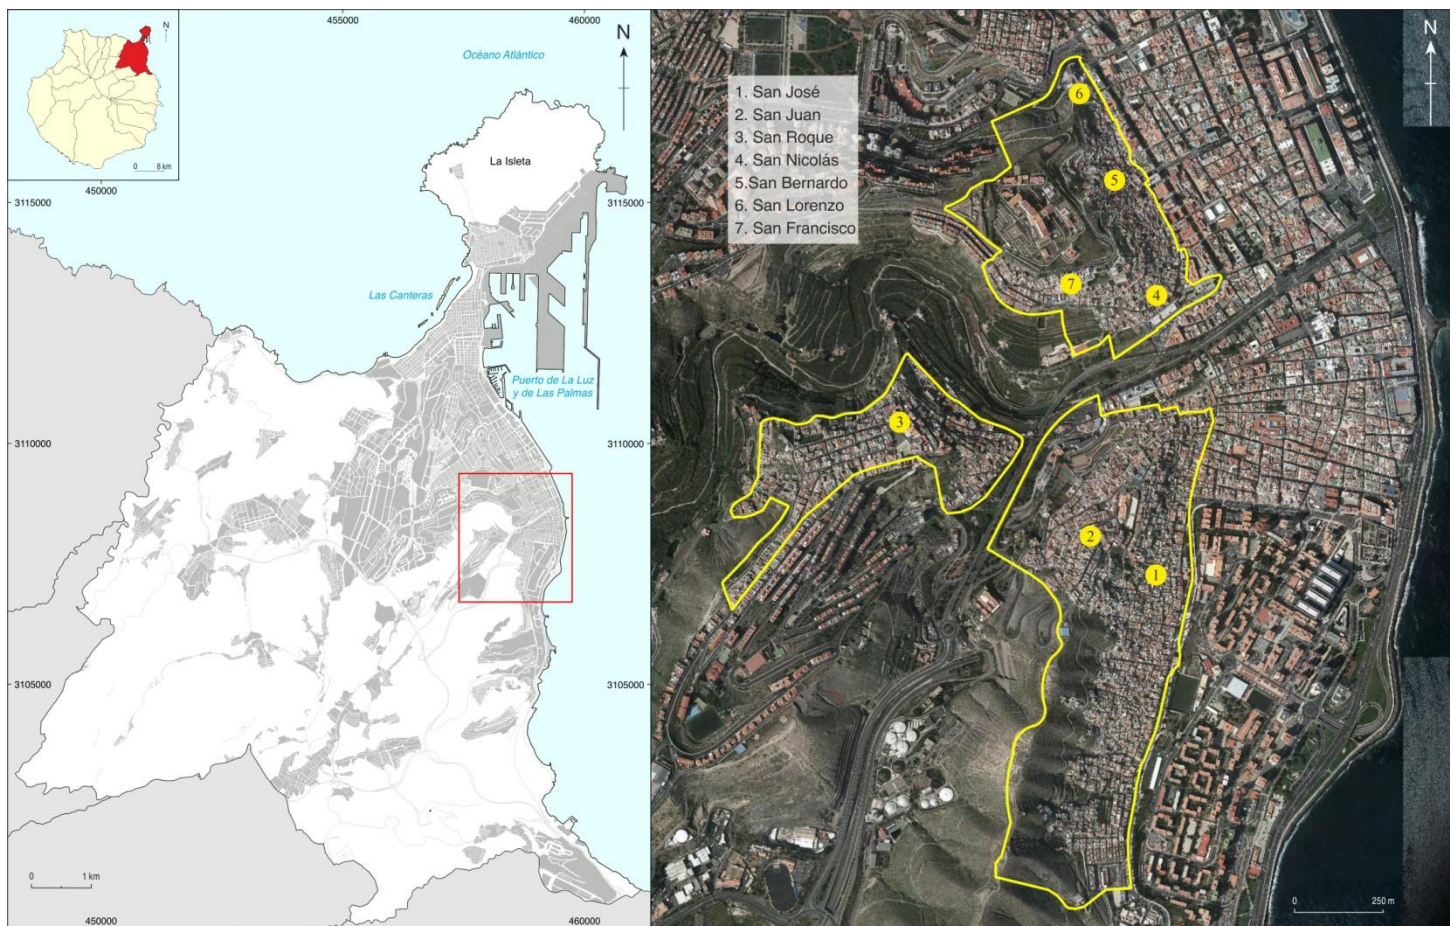 N
0
8 km
450000
455000
460000
N
Océano Atlántico
La Isleta
3115000
3115000
Las Canteras
Puerto de La Luz
y de Las Palmas
3110000
3110000
3105000
3105000
0
1 km
450000
460000
N
1. San José
2. San Juan
3. San Roque
4. San Nicolás
5.San Bernardo
6. San Lorenzo
7. San Francisco
6
5
7
4
3
2
1
0
250 m